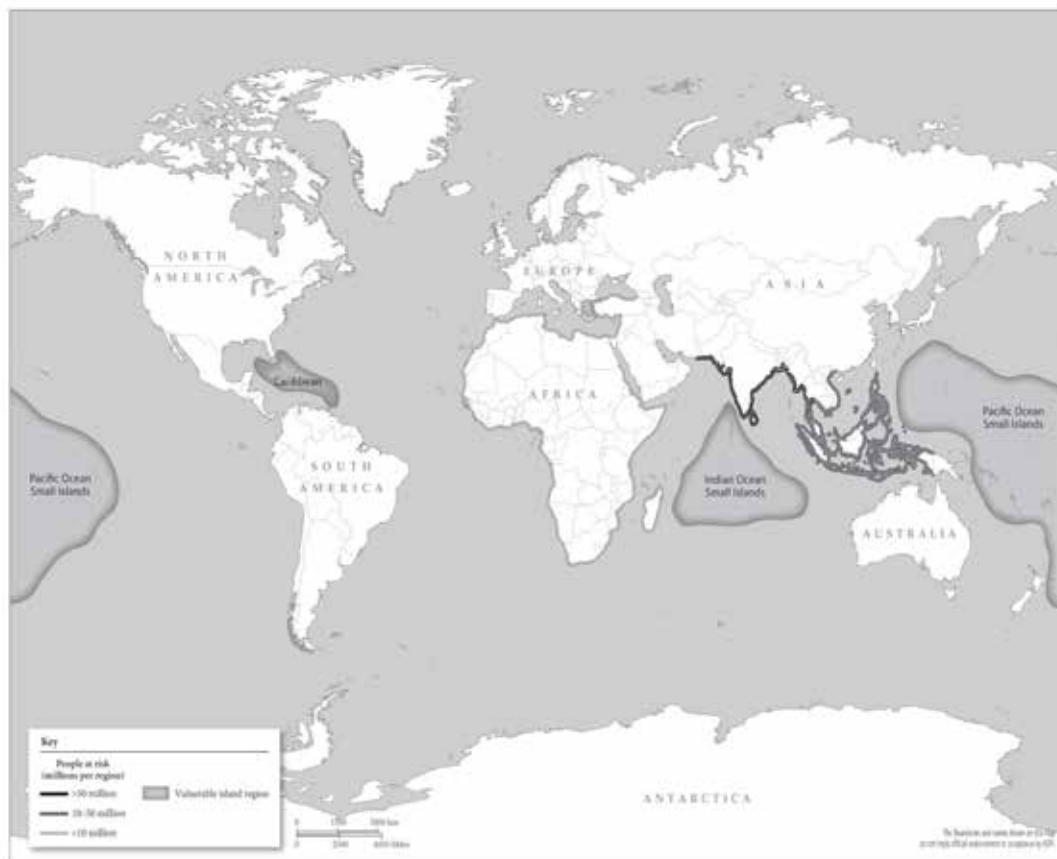 NORTH
AMERICA
EUROPE
ASIA
Caribbean
AFRICA
Pacific Ocean
Small Islands
SOUTH
AMERICA
Pacific Ocean
Small Islands
Indian Ocean
Small Islands
AUSTRALIA
ANTARCTICA
Key
People at risk
(millions per region)
>50 million
10–50 million
<10 million
Vulnerable island region
0
0